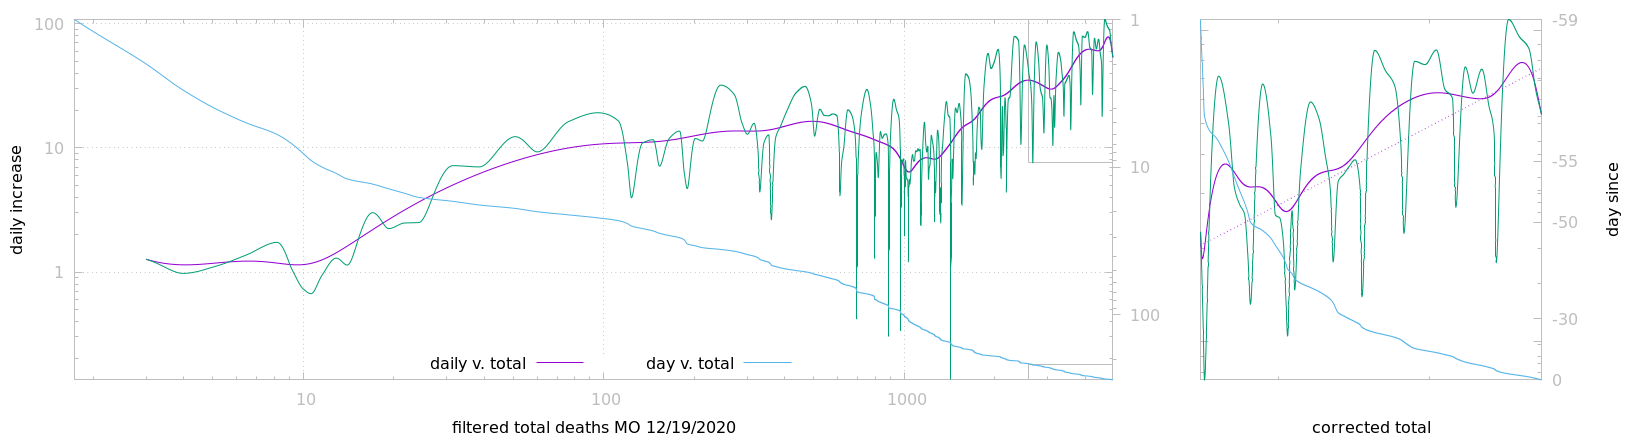 100
10
1
daily increase
daily v. total
day v. total
10
100
1000
filtered total deaths MO 12/19/2020
1
10
100
-59
-55
-50
-30
0
day since
corrected total